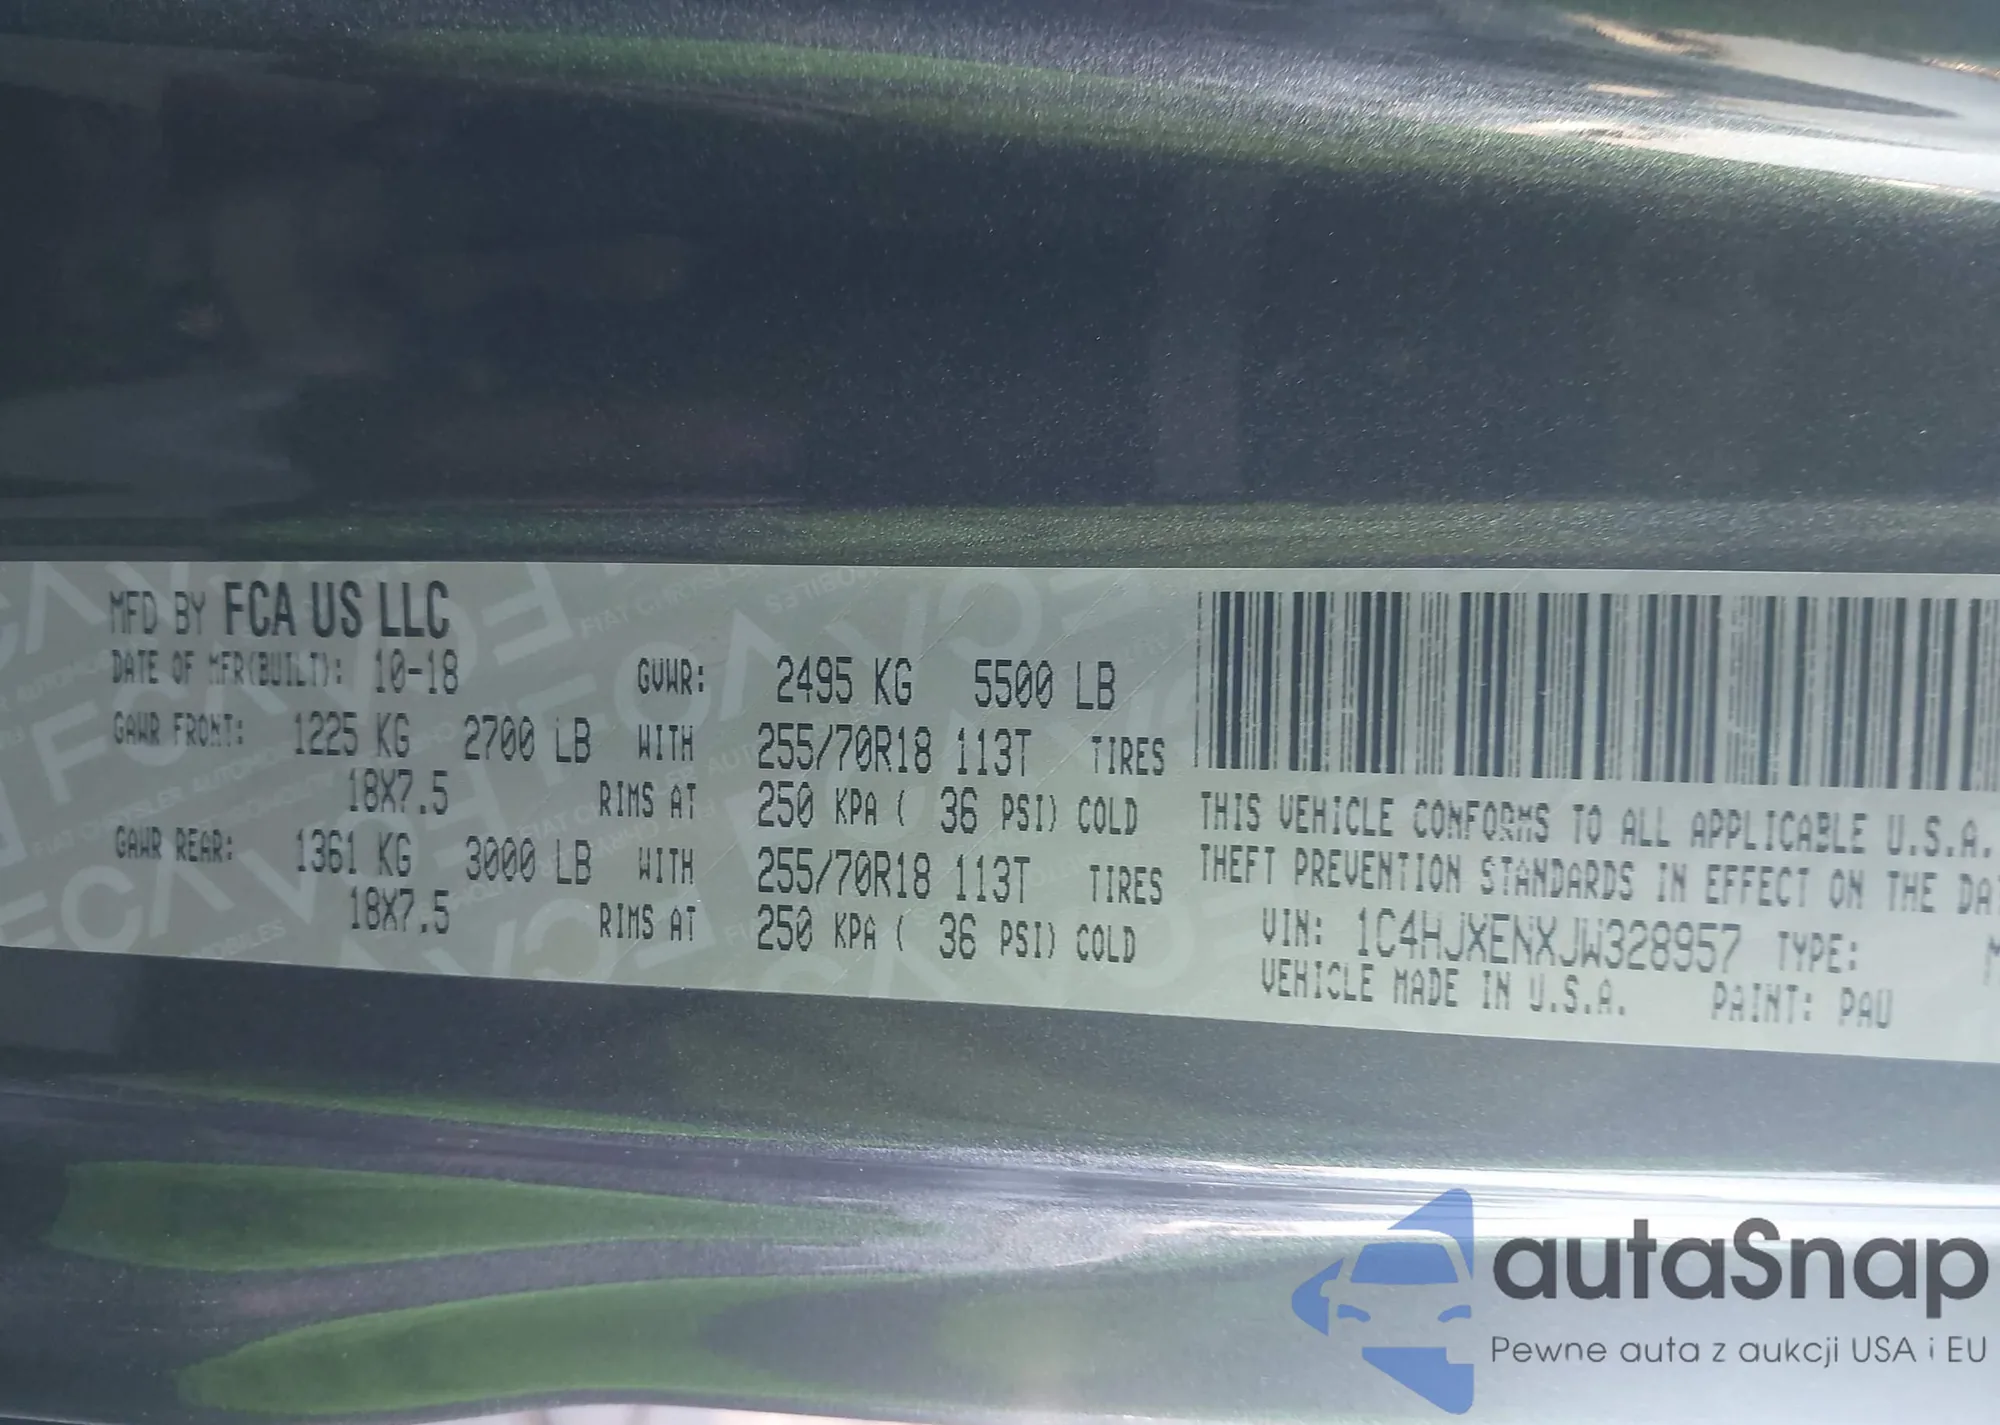 MFD BY FCA US LLC
DATE OF MFR(BUILT): 10-18 GVWR: 2495 KG 5500 LB
GAWR FRONT: 1225 KG 2700 LB WITH 255/70R18 113T TIRES
18X7.5 RIMS AT 250 KPA ( 36 PSI) COLD
GAWR REAR: 1361 KG 3000 LB WITH 255/70R18 113T TIRES
18X7.5 RIMS AT 250 KPA ( 36 PSI) COLD
THIS VEHICLE CONFORMS TO ALL APPLICABLE U.S.A.
THEFT PREVENTION STANDARDS IN EFFECT ON THE DA
VIN: 1C4HJXENXJW328957 TYPE: M
VEHICLE MADE IN U.S.A. PAINT: PAU
autaSnap
Pewne auta z aukcji USA i EU